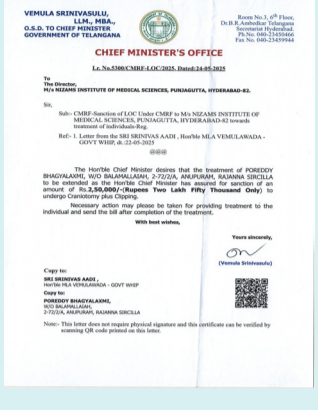 VEMULA SRINIVASULU,
LLM., MBA.,
O.S.D. TO CHIEF MINISTER
GOVERNMENT OF TELANGANA
Room No.3, 6th Floor,
Dr.B.R.Ambedkar Telangana
Secretariat Hyderabad.
Ph.No. 040-23450466
Fax No. 040-23459944
CHIEF MINISTER'S OFFICE
Lr. No.5300/CMRF-LOC/2025, Dated:24-05-2025
To
The Director,
M/s NIZAMS INSTITUTE OF MEDICAL SCIENCES, PUNJAGUTTA, HYDERABAD-82.
Sir,
Sub:- CMRF-Sanction of LOC Under CMRF to M/s NIZAMS INSTITUTE OF
MEDICAL SCIENCES, PUNJAGUTTA, HYDERABAD-82 towards
treatment of individuals-Reg.
Ref:- 1. Letter from the SRI SRINIVAS AADI , Hon'ble MLA VEMULAWADA -
GOVT WHIP, dt.:22-05-2025
@@@
The Hon'ble Chief Minister desires that the treatment of POREDDY
BHAGYALAXMI, W/O BALAMALLAIAH, 2-72/2/A, ANUPURAM, RAJANNA SIRCILLA
to be extended as the Hon'ble Chief Minister has assured for sanction of an
amount of Rs.2,50,000/-(Rupees Two Lakh Fifty Thousand Only) to
undergo Craniotomy plus Clipping.
Necessary action may please be taken for providing treatment to the
individual and send the bill after completion of the treatment.
With best wishes,
Yours sincerely,
(Vemula Srinivasulu)
Copy to:
SRI SRINIVAS AADI ,
Hon'ble MLA VEMULAWADA - GOVT WHIP
Copy to:
POREDDY BHAGYALAXMI,
W/O BALAMALLAIAH,
2-72/2/A, ANUPURAM, RAJANNA SIRCILLA
Note:- This letter does not require physical signature and this certificate can be verified by
scanning QR code printed on this letter.